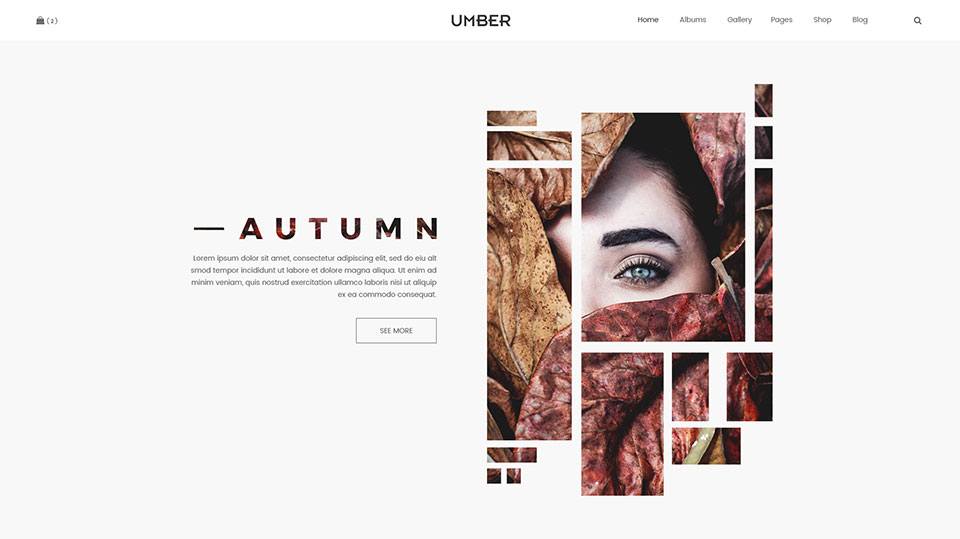 (2)
UMBER
Home Albums Gallery Pages Shop Blog
AUTUMN
Lorem ipsum dolor sit amet, consectetur adipiscing elit, sed do eiu alit
smod tempor incididunt ut labore et dolore magna aliqua. Ut enim ad
minim veniam, quis nostrud exercitation ullamco laboris nisi ut aliquip
ex ea commodo consequat.
SEE MORE